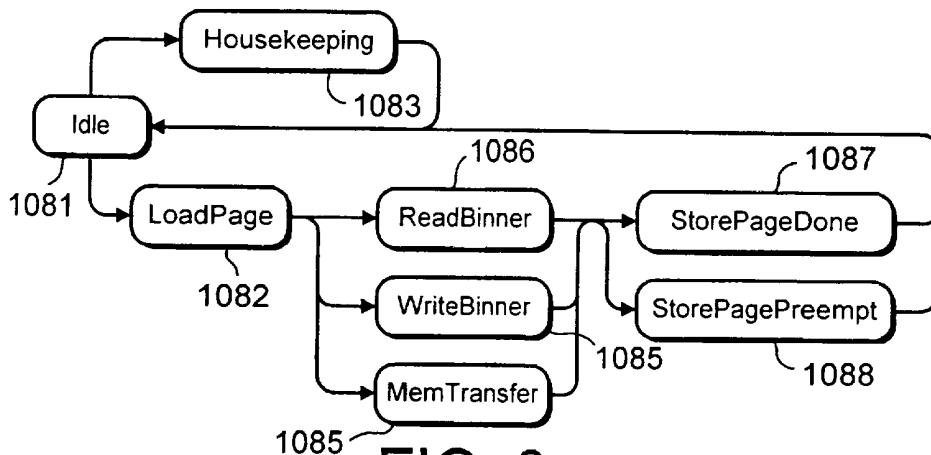 Housekeeping
1083
Idle
1081
1086
1087
LoadPage
ReadBinner
StorePageDone
1082
WriteBinner
1085
StorePagePreempt
1088
MemTransfer
1085